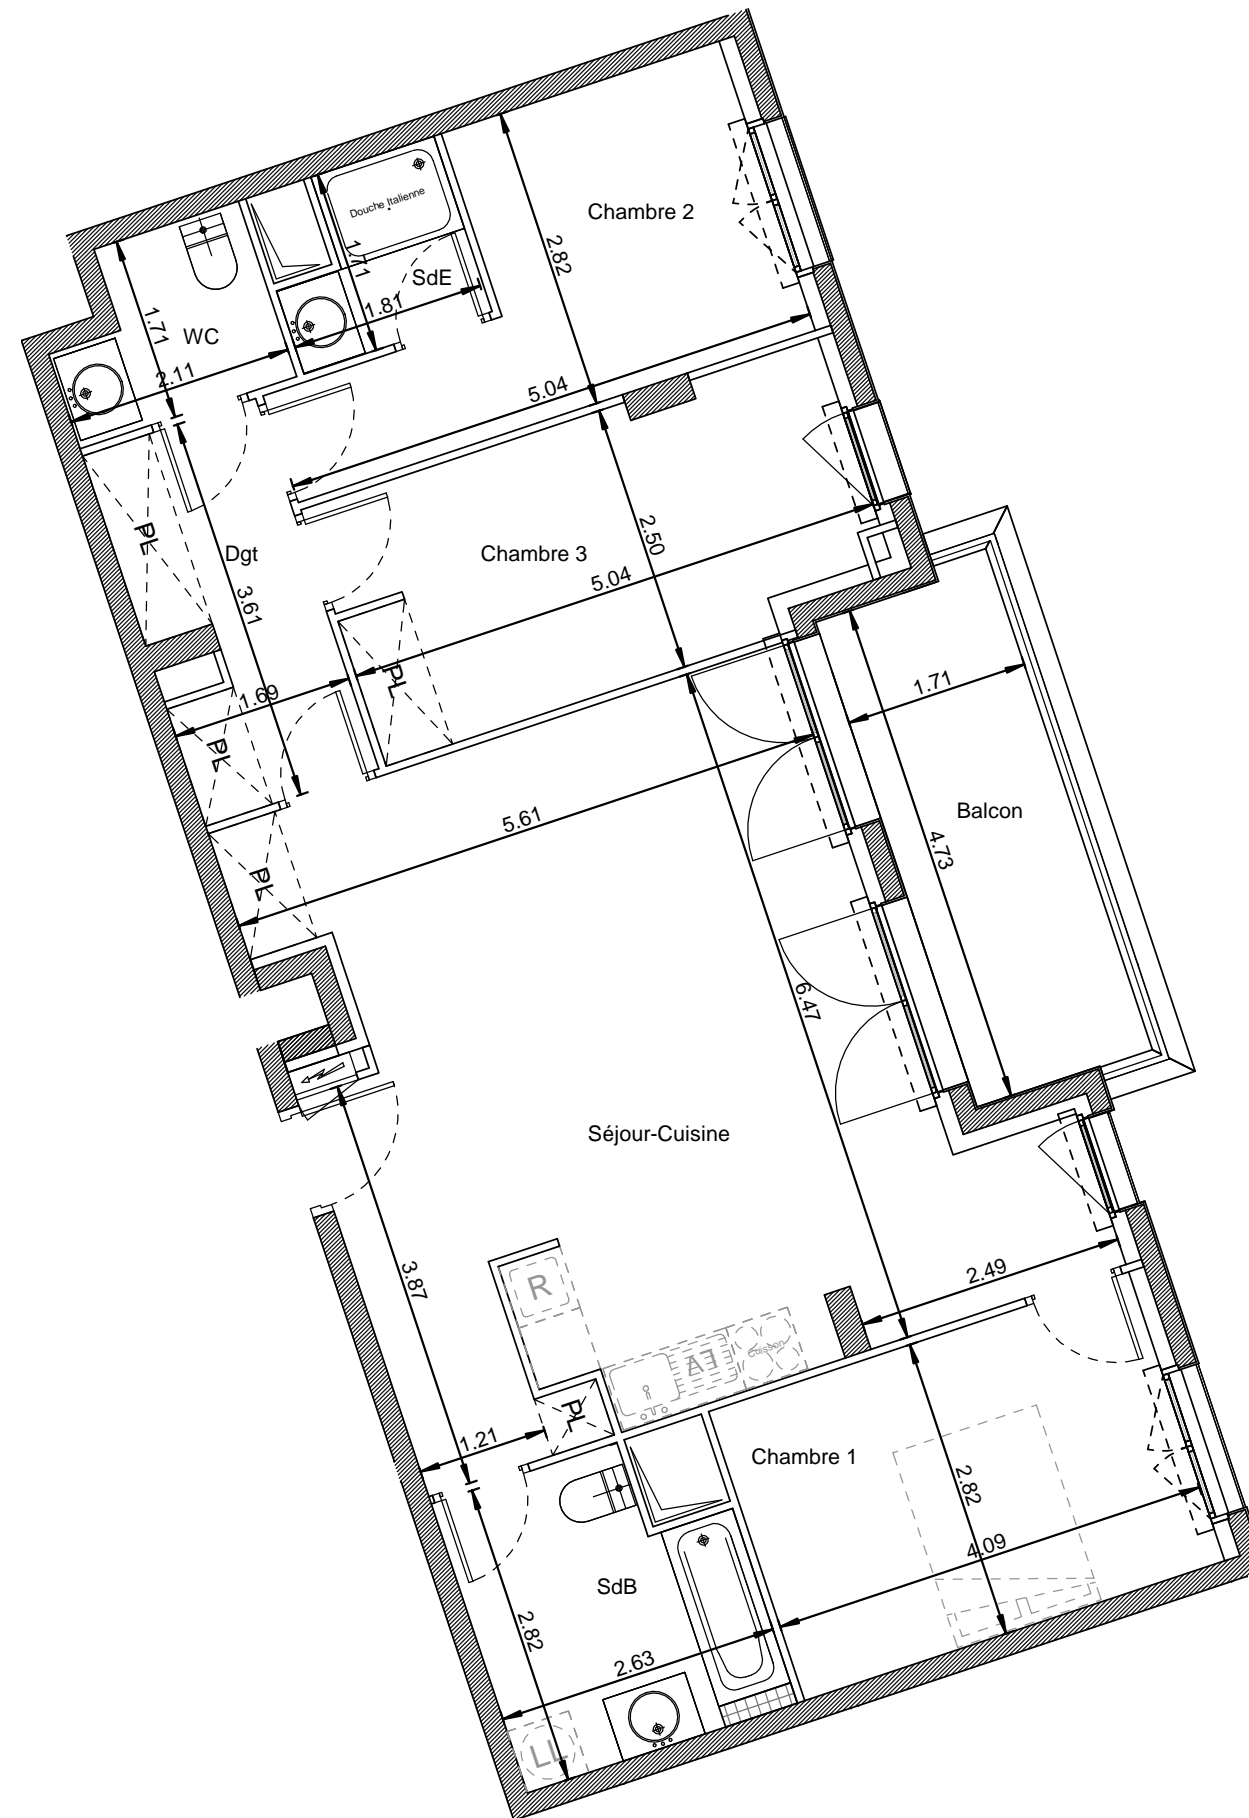 Chambre 2
Douche Italienne
2.82
SdE
1.71
1.81
WC
1.71
2.11
5.04
PL
Dgt
Chambre 3
2.50
5.04
3.61
1.69
PL
PL
1.71
Balcon
4.73
5.61
PL
6.47
Séjour-Cuisine
3.87
R
2.49
Cuisson
PL
1.21
Chambre 1
2.82
4.09
SdB
2.82
2.63
LL